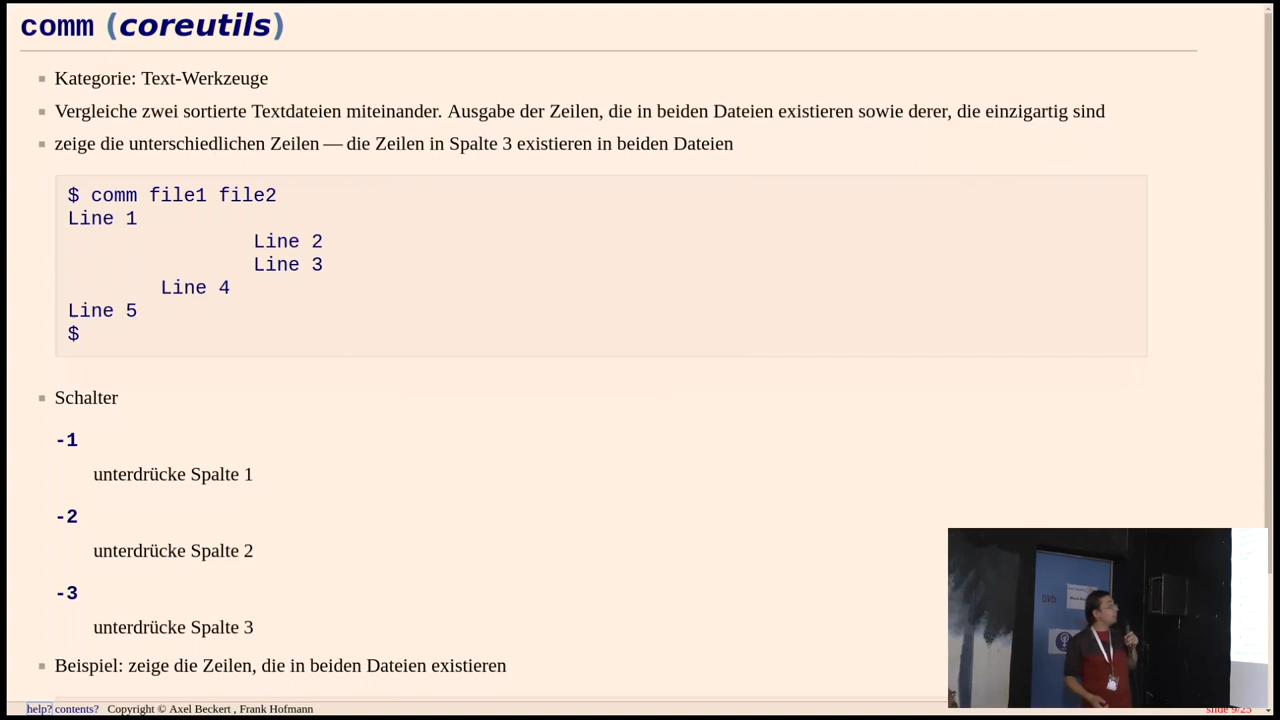 comm (coreutils)
Kategorie: Text-Werkzeuge
Vergleiche zwei sortierte Textdateien miteinander. Ausgabe der Zeilen, die in beiden Dateien existieren sowie derer, die einzigartig sind
zeige die unterschiedlichen Zeilen — die Zeilen in Spalte 3 existieren in beiden Dateien
$ comm file1 file2
Line 1
Line 2
Line 3
Line 4
Line 5
$
Schalter
-1
unterdrücke Spalte 1
-2
unterdrücke Spalte 2
-3
unterdrücke Spalte 3
Beispiel: zeige die Zeilen, die in beiden Dateien existieren
help? contents? Copyright © Axel Beckert , Frank Hofmann
slide 9/25